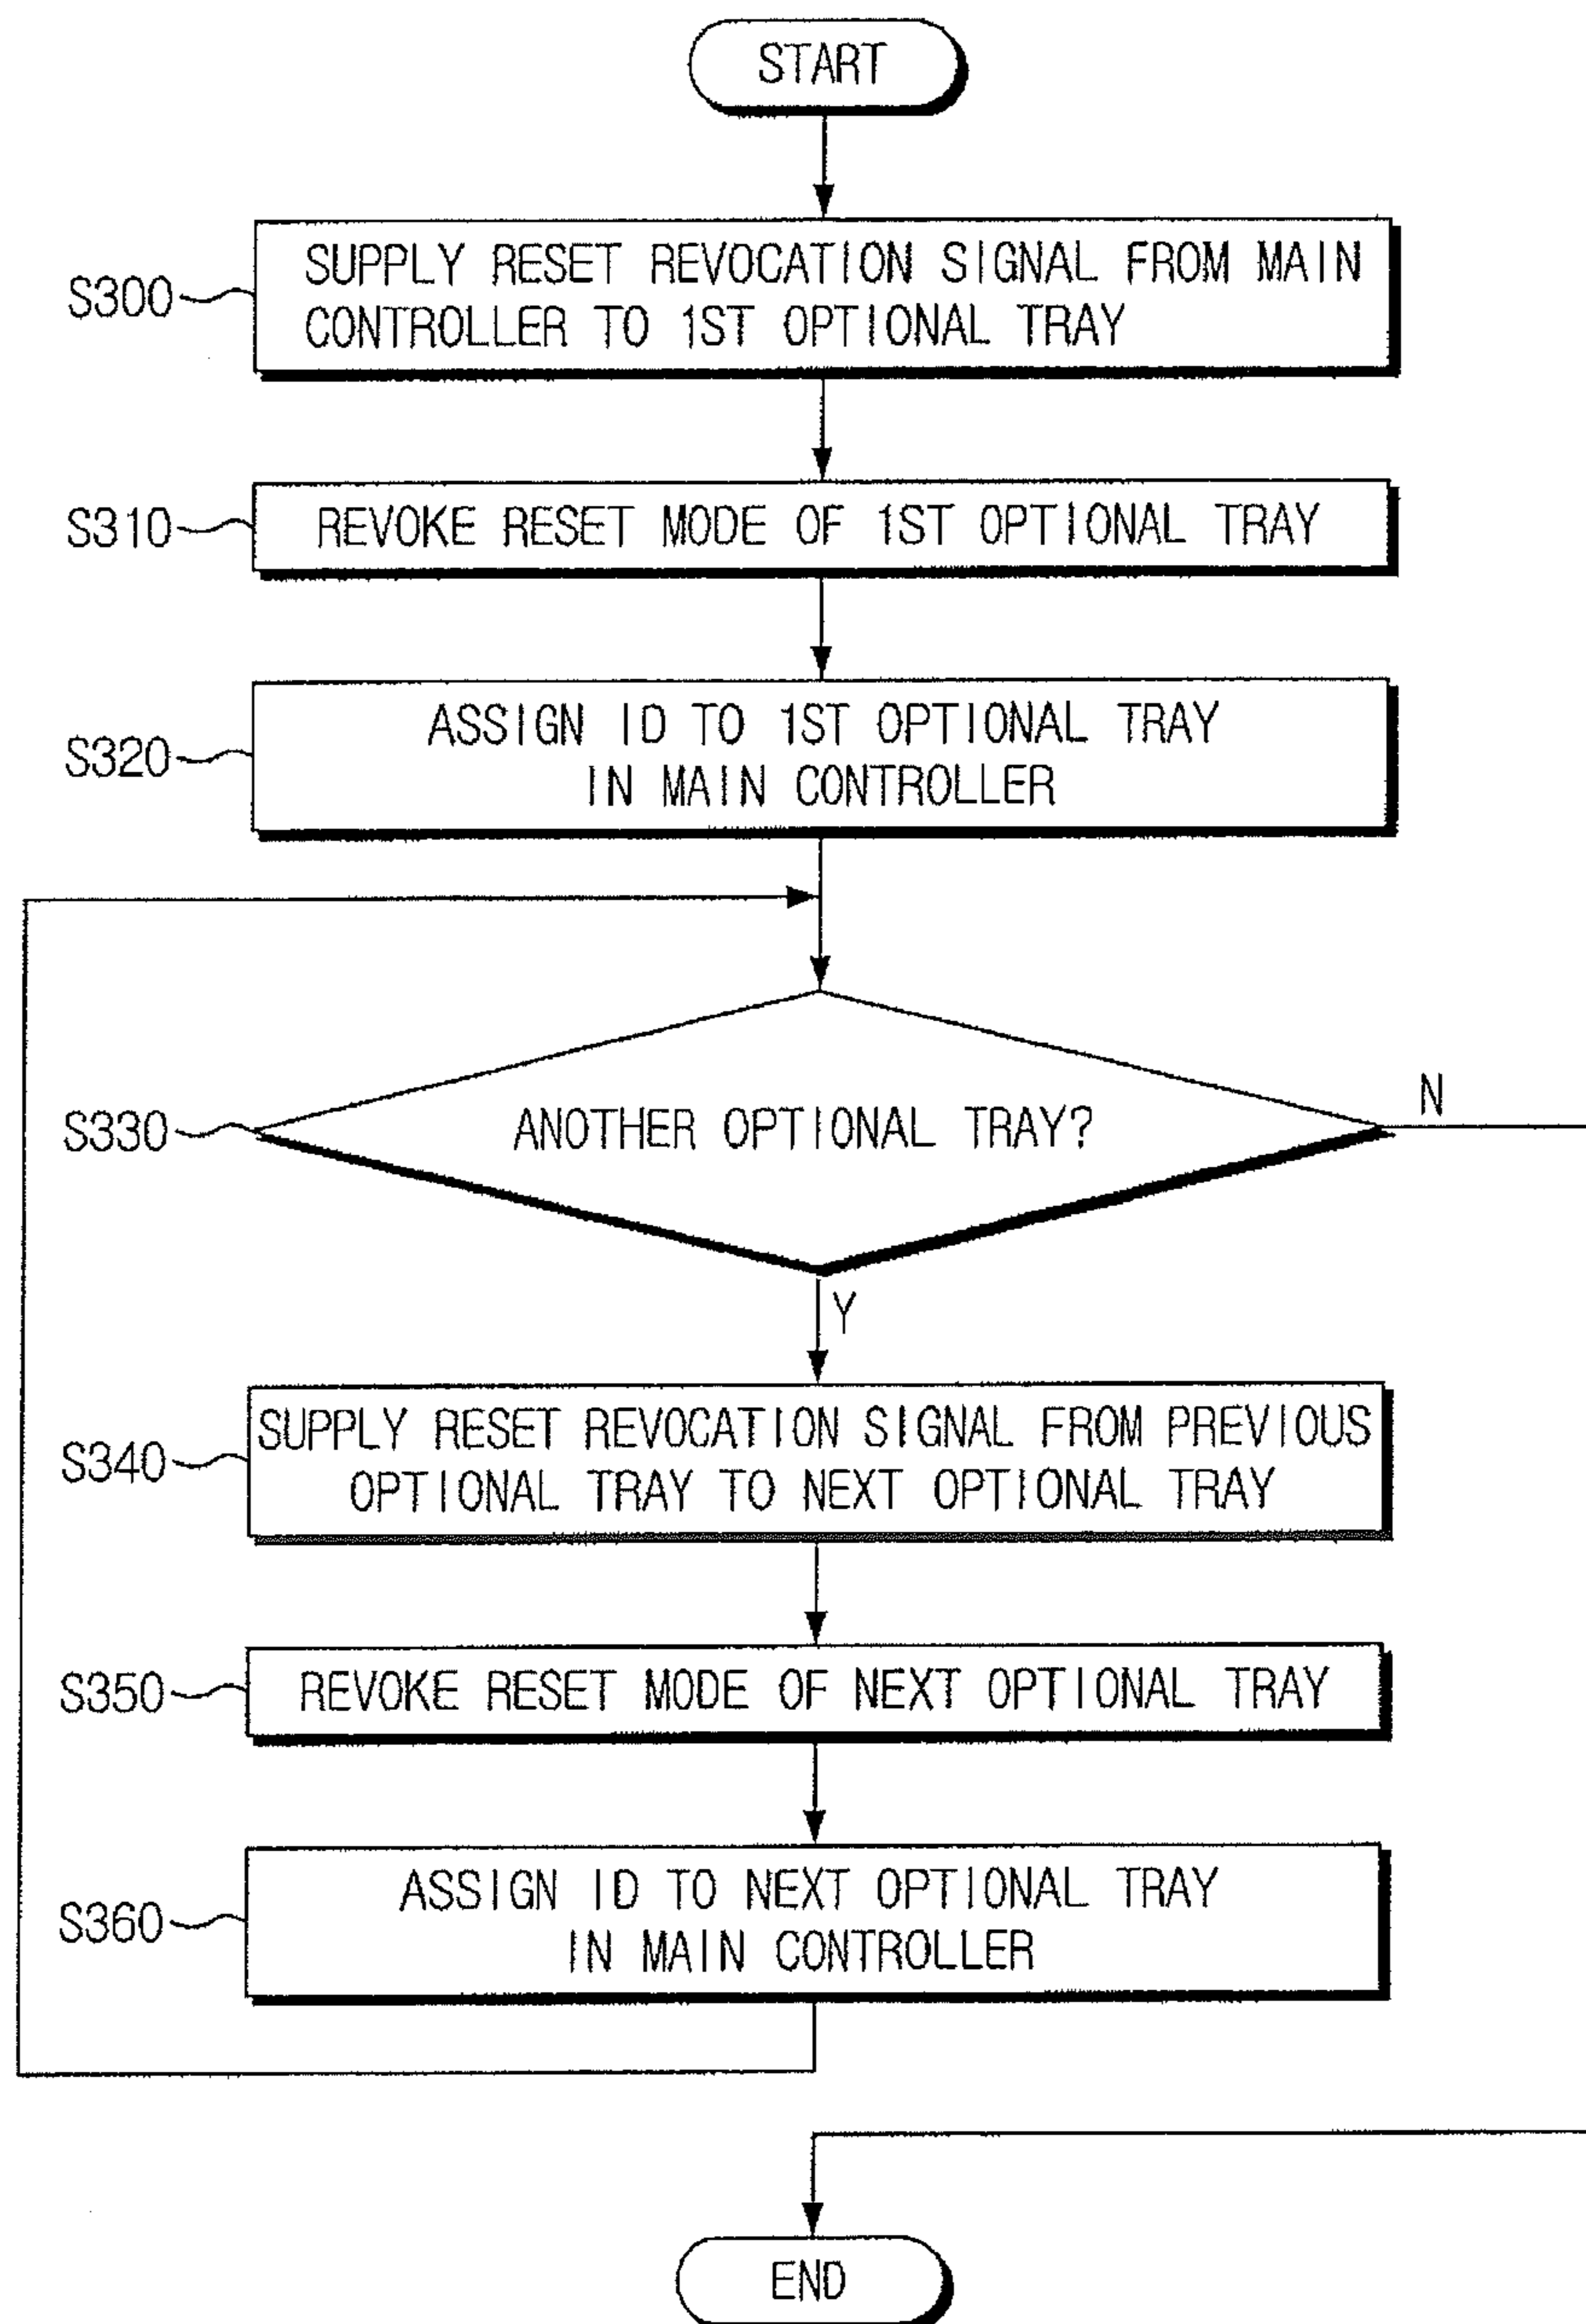 START
S300
SUPPLY RESET REVOCATION SIGNAL FROM MAIN
CONTROLLER TO 1ST OPTIONAL TRAY
S310
REVOKE RESET MODE OF 1ST OPTIONAL TRAY
S320
ASSIGN ID TO 1ST OPTIONAL TRAY
IN MAIN CONTROLLER
S330
ANOTHER OPTIONAL TRAY?
N
Y
S340
SUPPLY RESET REVOCATION SIGNAL FROM PREVIOUS
OPTIONAL TRAY TO NEXT OPTIONAL TRAY
S350
REVOKE RESET MODE OF NEXT OPTIONAL TRAY
S360
ASSIGN ID TO NEXT OPTIONAL TRAY
IN MAIN CONTROLLER
END